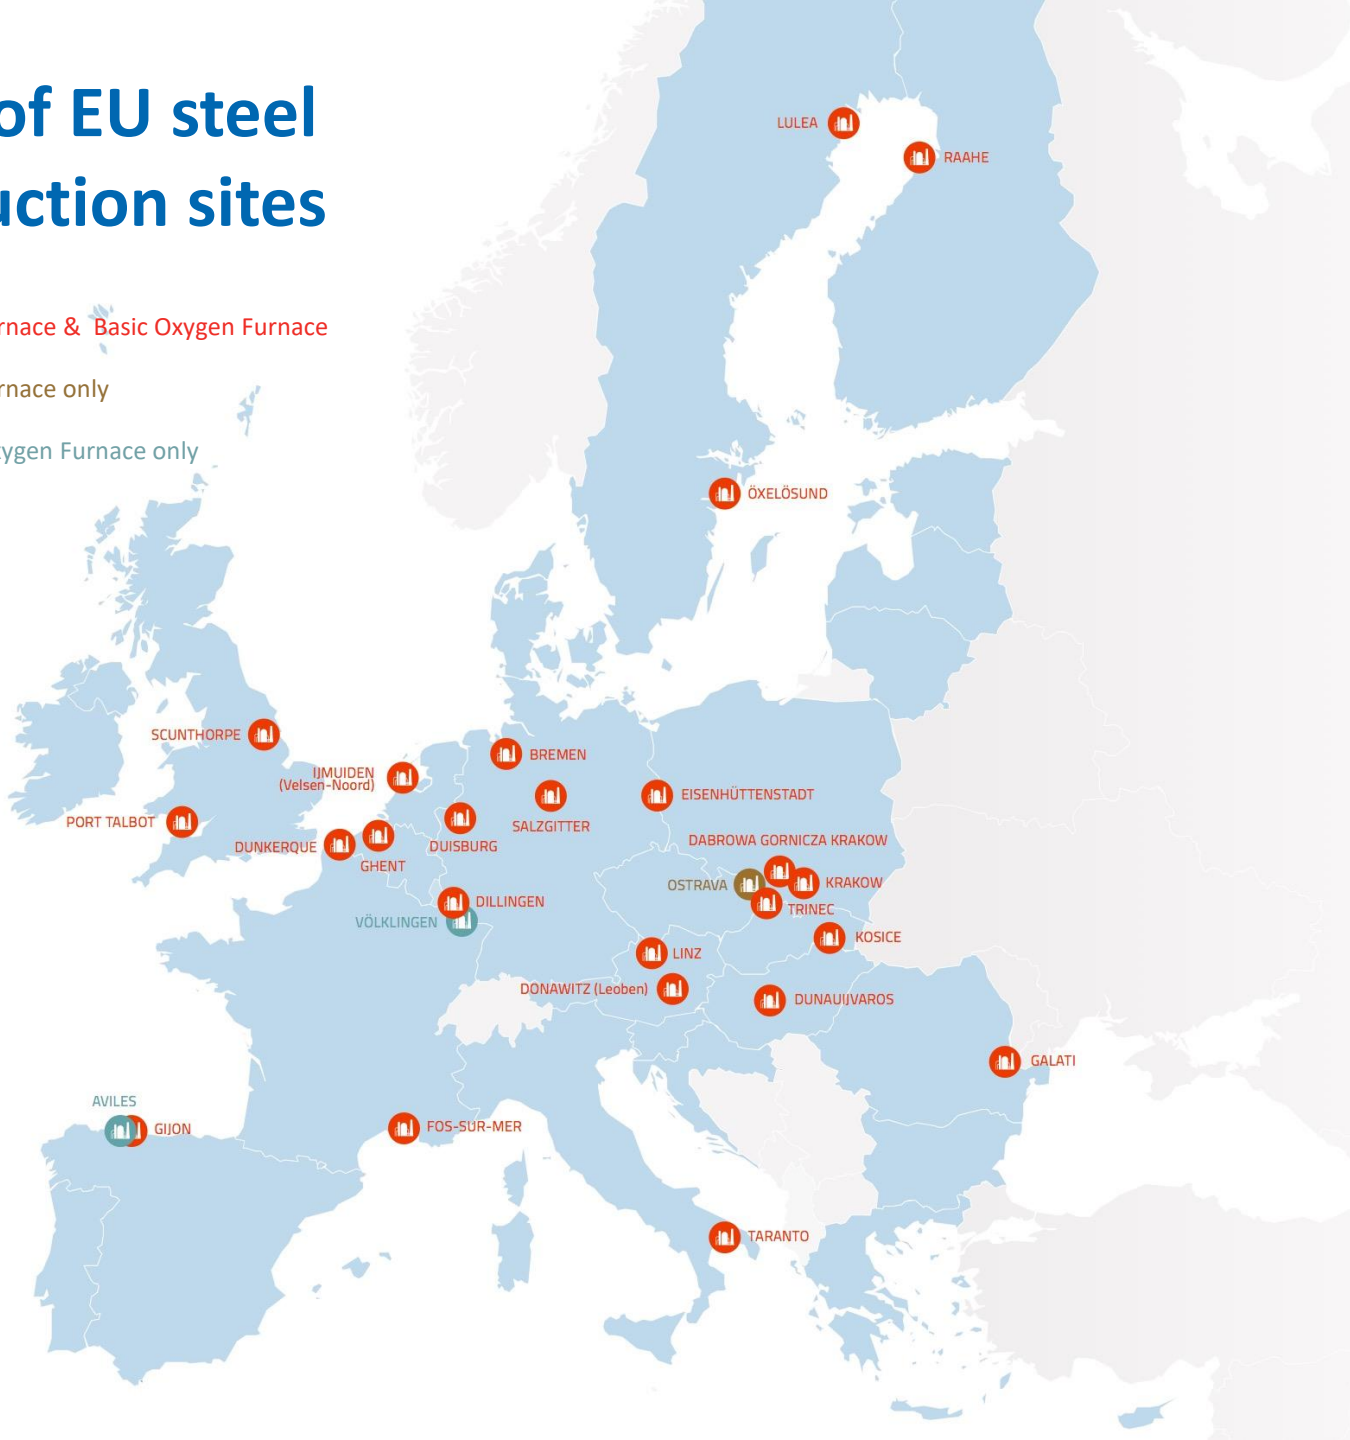 of EU steel
uction sites
rnace & Basic Oxygen Furnace
rnace only
xygen Furnace only
LULEA
RAAHE
ÖXELÖSUND
SCUNTHORPE
BREMEN
IJMUIDEN
(Velsen-Noord)
EISENHÜTTENSTADT
PORT TALBOT
SALZGITTER
DUNKERQUE
DUISBURG
DABROWA GORNICZA KRAKOW
GHENT
OSTRAVA
KRAKOW
DILLINGEN
TRINEC
VÖLKLINGEN
KOSICE
LINZ
DONAWITZ (Leoben)
DUNAUIJVAROS
GALATI
AVILES
GIJON
FOS-SUR-MER
TARANTO